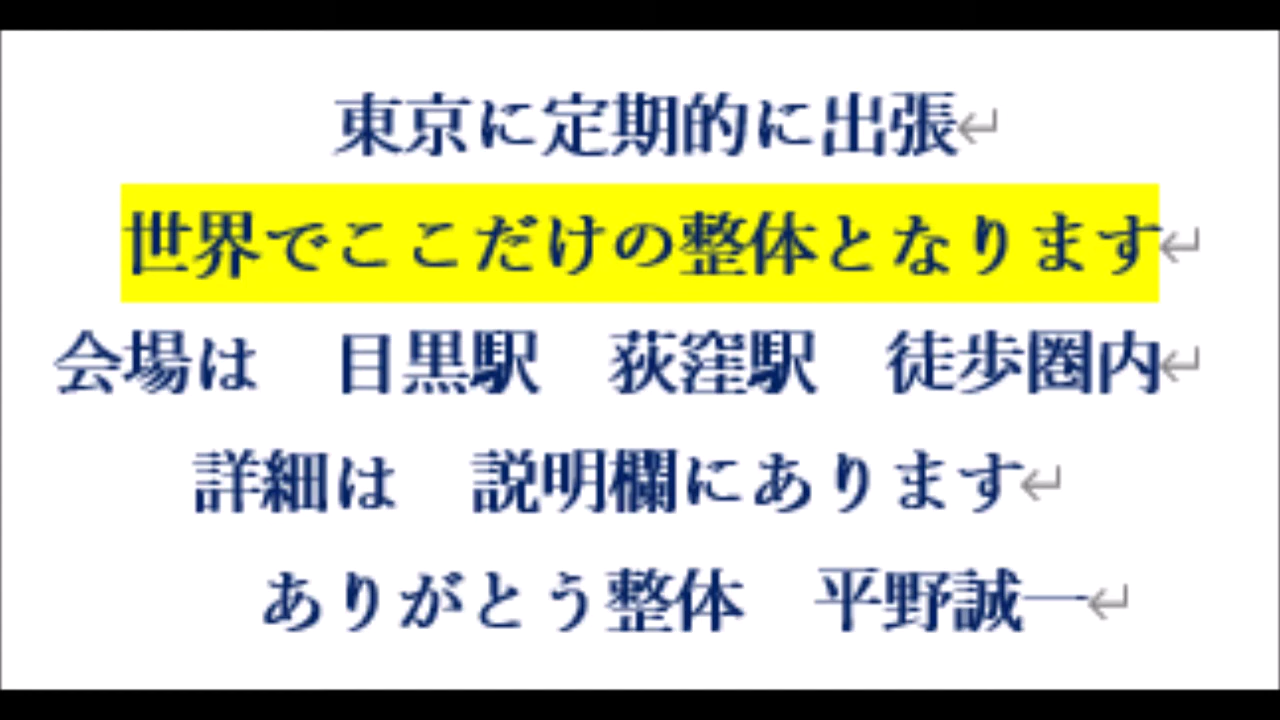 東京に定期的に出張
世界でここだけの整体となります
会場は　目黒駅　荻窪駅　徒歩圏内
詳細は　説明欄にあります
ありがとう整体　平野誠一